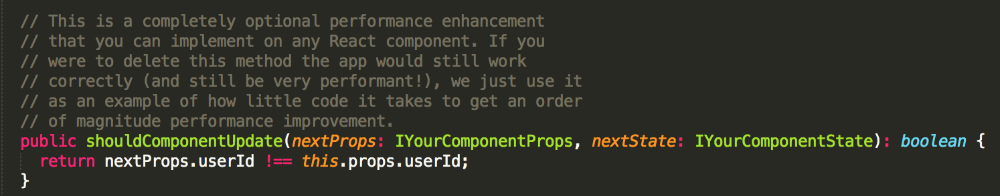 // This is a completely optional performance enhancement
// that you can implement on any React component. If you
// were to delete this method the app would still work
// correctly (and still be very performant!), we just use it
// as an example of how little code it takes to get an order
// of magnitude performance improvement.
public shouldComponentUpdate(nextProps: IYourComponentProps, nextState: IYourComponentState): boolean {
  return nextProps.userId !== this.props.userId;
}